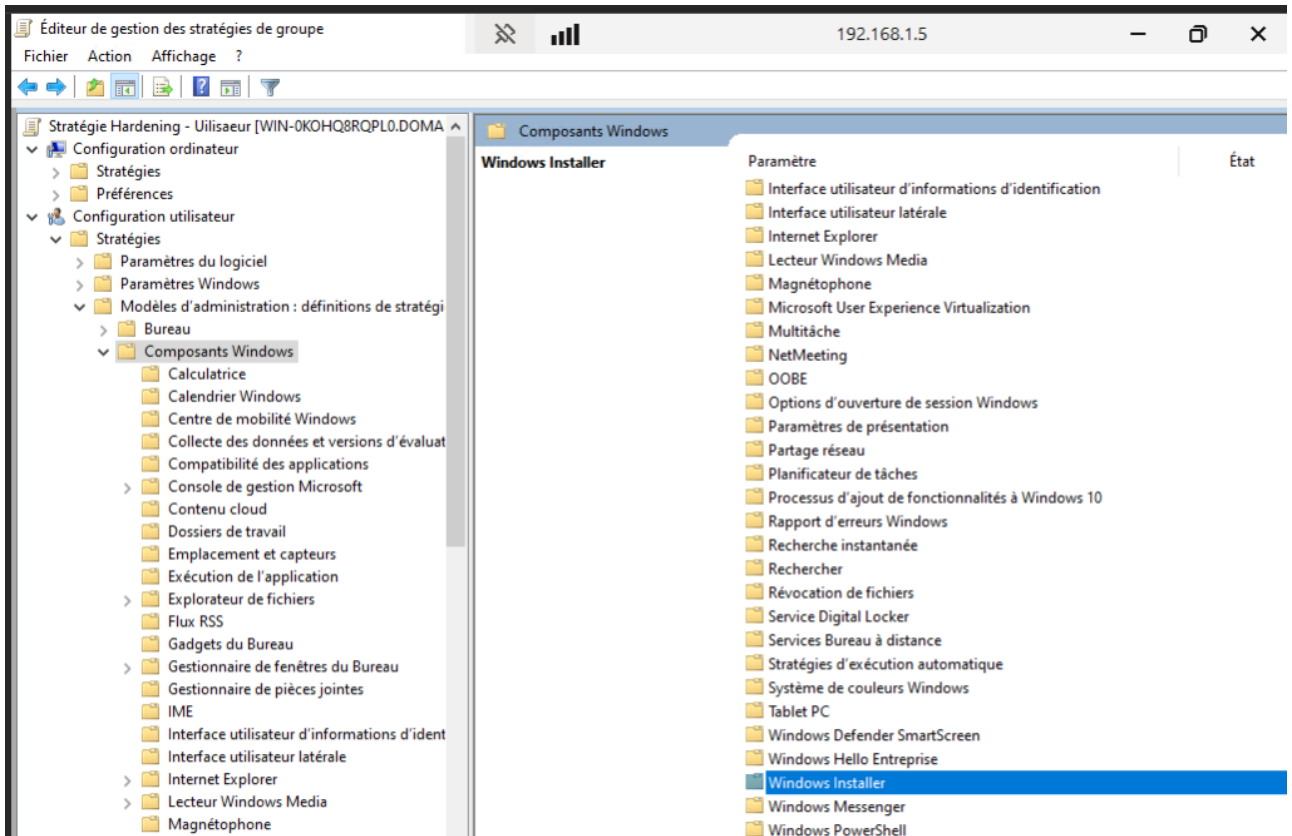 Éditeur de gestion des stratégies de groupe
192.168.1.5
Fichier Action Affichage ?
Stratégie Hardening - Uilisaeur [WIN-0KOHQ8RQPL0.DOMA
Configuration ordinateur
Stratégies
Préférences
Configuration utilisateur
Stratégies
Paramètres du logiciel
Paramètres Windows
Modèles d'administration : définitions de stratégi
Bureau
Composants Windows
Calculatrice
Calendrier Windows
Centre de mobilité Windows
Collecte des données et versions d'évaluat
Compatibilité des applications
Console de gestion Microsoft
Contenu cloud
Dossiers de travail
Emplacement et capteurs
Exécution de l'application
Explorateur de fichiers
Flux RSS
Gadgets du Bureau
Gestionnaire de fenêtres du Bureau
Gestionnaire de pièces jointes
IME
Interface utilisateur d'informations d'ident
Interface utilisateur latérale
Internet Explorer
Lecteur Windows Media
Magnétophone
Composants Windows
Windows Installer
Paramètre État
Interface utilisateur d'informations d'identification
Interface utilisateur latérale
Internet Explorer
Lecteur Windows Media
Magnétophone
Microsoft User Experience Virtualization
Multitâche
NetMeeting
OOBE
Options d'ouverture de session Windows
Paramètres de présentation
Partage réseau
Planificateur de tâches
Processus d'ajout de fonctionnalités à Windows 10
Rapport d'erreurs Windows
Recherche instantanée
Rechercher
Révocation de fichiers
Service Digital Locker
Services Bureau à distance
Stratégies d'exécution automatique
Système de couleurs Windows
Tablet PC
Windows Defender SmartScreen
Windows Hello Entreprise
Windows Installer
Windows Messenger
Windows PowerShell